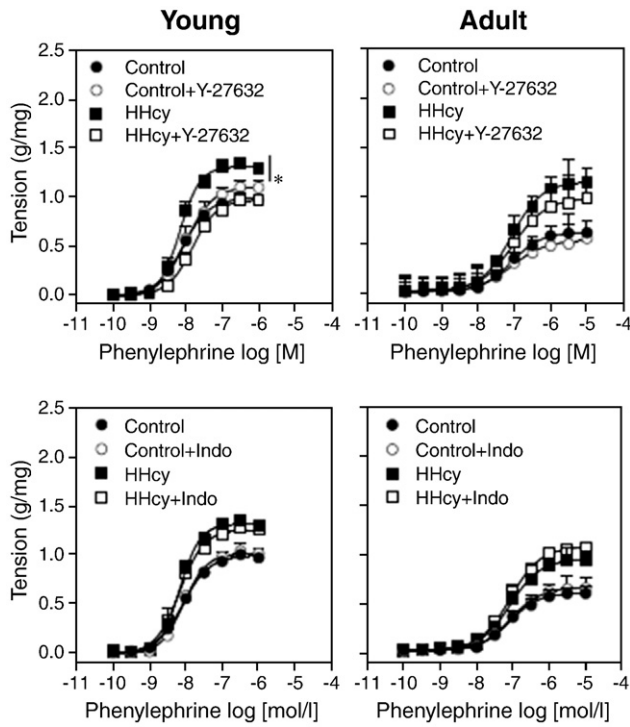 Young
Adult
2.5
2.0
1.5
1.0
0.5
0.0
Tension (g/mg)
Control
Control+Y-27632
HHcy
HHcy+Y-27632
*
-11 -10 -9 -8 -7 -6 -5 -4
Phenylephrine log [M]
Control
Control+Y-27632
HHcy
HHcy+Y-27632
-11 -10 -9 -8 -7 -6 -5 -4
Phenylephrine log [M]
2.5
2.0
1.5
1.0
0.5
0.0
Tension (g/mg)
Control
Control+Indo
HHcy
HHcy+Indo
-11 -10 -9 -8 -7 -6 -5 -4
Phenylephrine log [mol/l]
Control
Control+Indo
HHcy
HHcy+Indo
-11 -10 -9 -8 -7 -6 -5 -4
Phenylephrine log [mol/l]